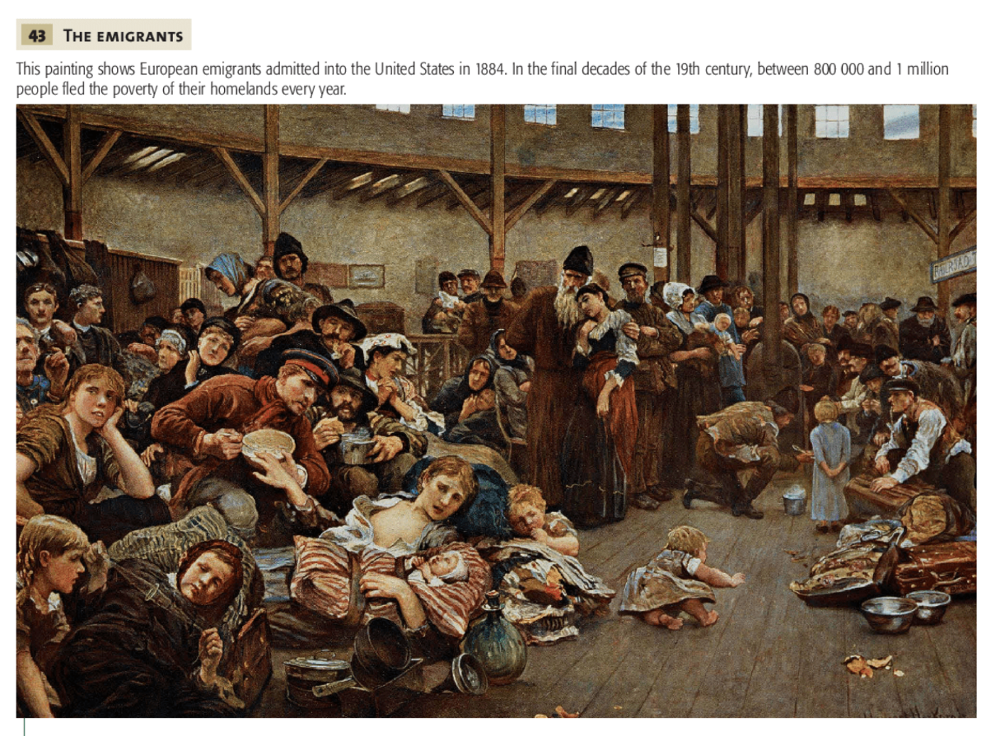 43 THE EMIGRANTS
This painting shows European emigrants admitted into the United States in 1884. In the final decades of the 19th century, between 800 000 and 1 million
people fled the poverty of their homelands every year.
RAILROAD